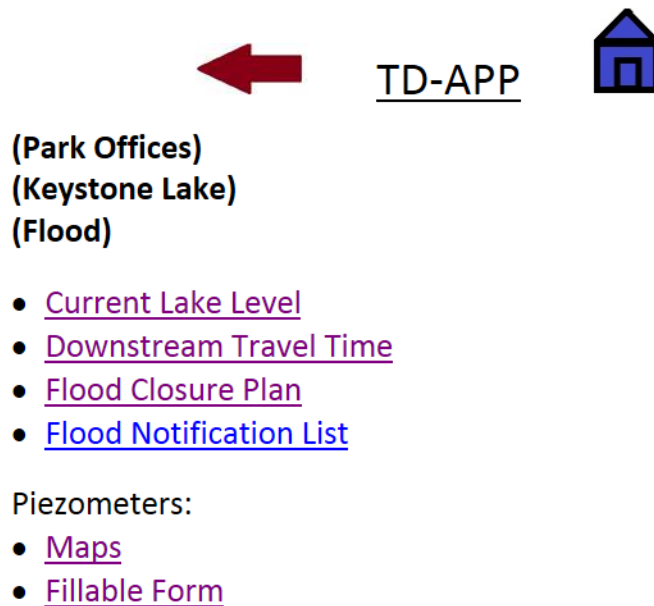 TD-APP
(Park Offices)
(Keystone Lake)
(Flood)
• Current Lake Level
• Downstream Travel Time
• Flood Closure Plan
• Flood Notification List
Piezometers:
• Maps
• Fillable Form